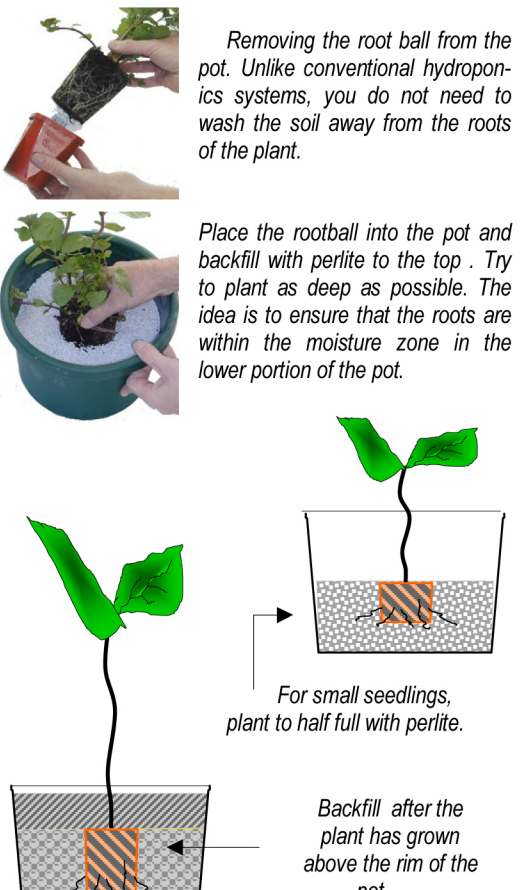 Removing the root ball from the
pot. Unlike conventional hydropon-
ics systems, you do not need to
wash the soil away from the roots
of the plant.
Place the rootball into the pot and
backfill with perlite to the top . Try
to plant as deep as possible. The
idea is to ensure that the roots are
within the moisture zone in the
lower portion of the pot.
For small seedlings,
plant to half full with perlite.
Backfill after the
plant has grown
above the rim of the